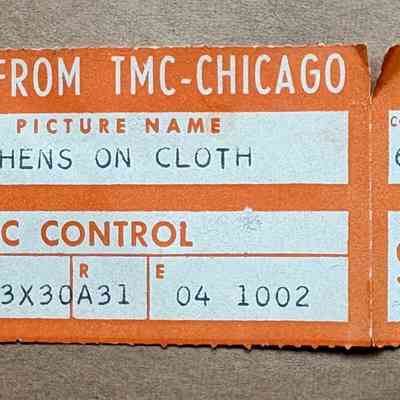 FROM TMC-CHICAGO
PICTURE NAME
HENS ON CLOTH
C CONTROL
R E
3X30 A31 04 1002